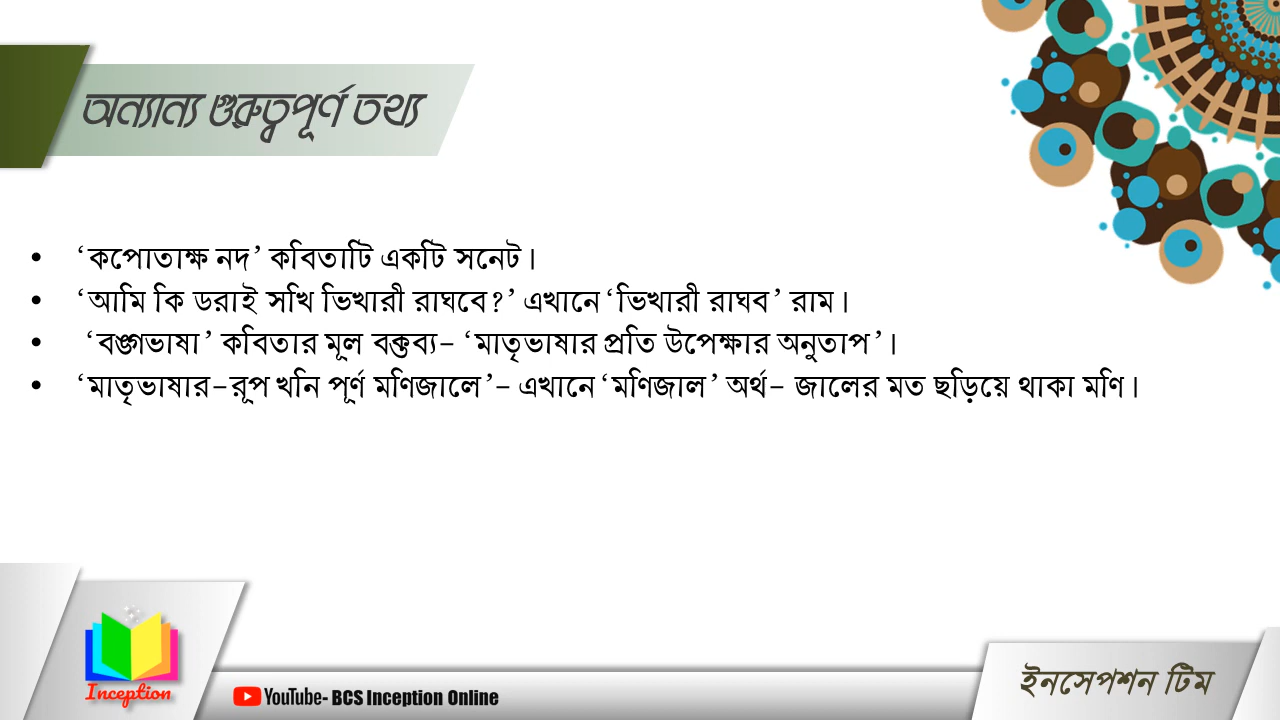 অন্যান্য গুরুত্বপূর্ণ তথ্য
• ‘কপোতাক্ষ নদ’ কবিতাটি একটি সনেট।
• ‘আমি কি ডরাই সখি ভিখারী রাঘবে?’ এখানে ‘ভিখারী রাঘব’ রাম।
• ‘বঙ্গভাষা’ কবিতার মূল বক্তব্য– ‘মাতৃভাষার প্রতি উপেক্ষার অনুতাপ’।
• ‘মাতৃভাষার–রূপ খনি পূর্ণ মণিজালে’– এখানে ‘মণিজাল’ অর্থ– জালের মত ছড়িয়ে থাকা মণি।
Inception
YouTube- BCS Inception Online
ইনসেপশন টিম